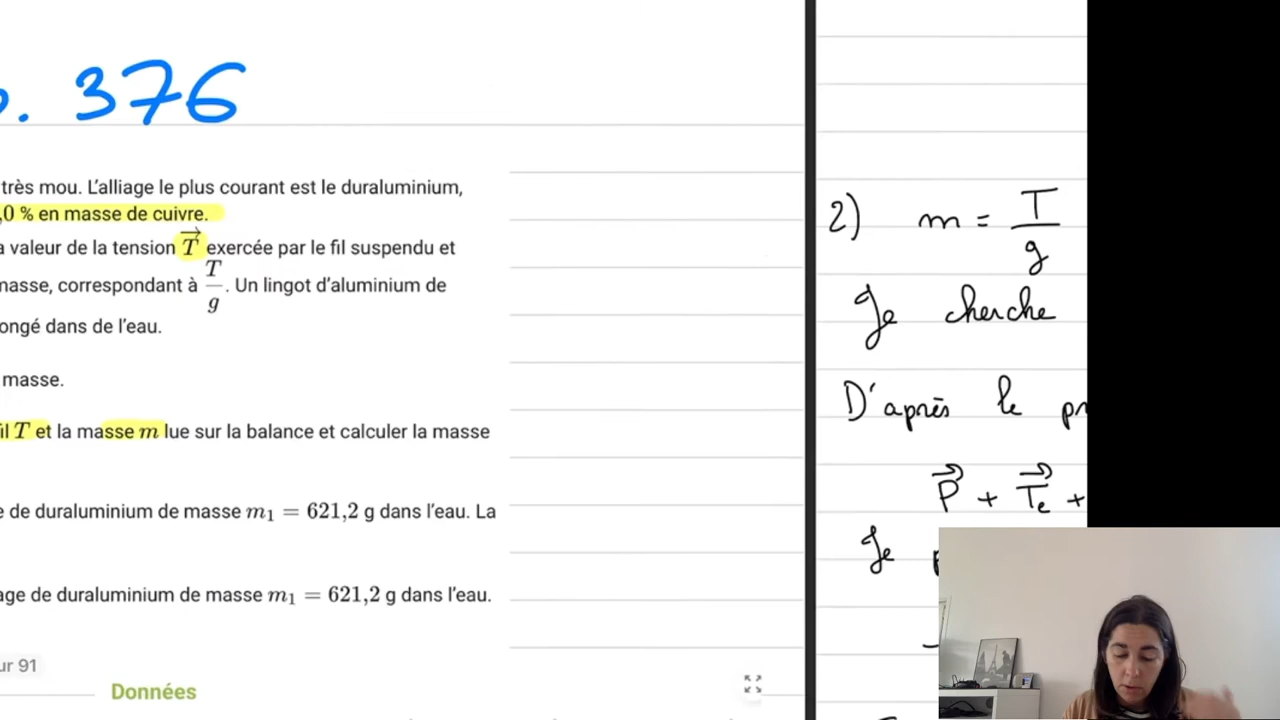 . 376
très mou. L'alliage le plus courant est le duraluminium,
,0 % en masse de cuivre.
valeur de la tension T exercée par le fil suspendu et
masse, correspondant à T/g. Un lingot d'aluminium de
ongé dans de l'eau.
masse.
il T et la masse m lue sur la balance et calculer la masse
e de duraluminium de masse m₁ = 621,2 g dans l'eau. La
age de duraluminium de masse m₁ = 621,2 g dans l'eau.
ur 91
Données
2) m = T/g
Je cherche
D'après le pr
P + Te +
Je